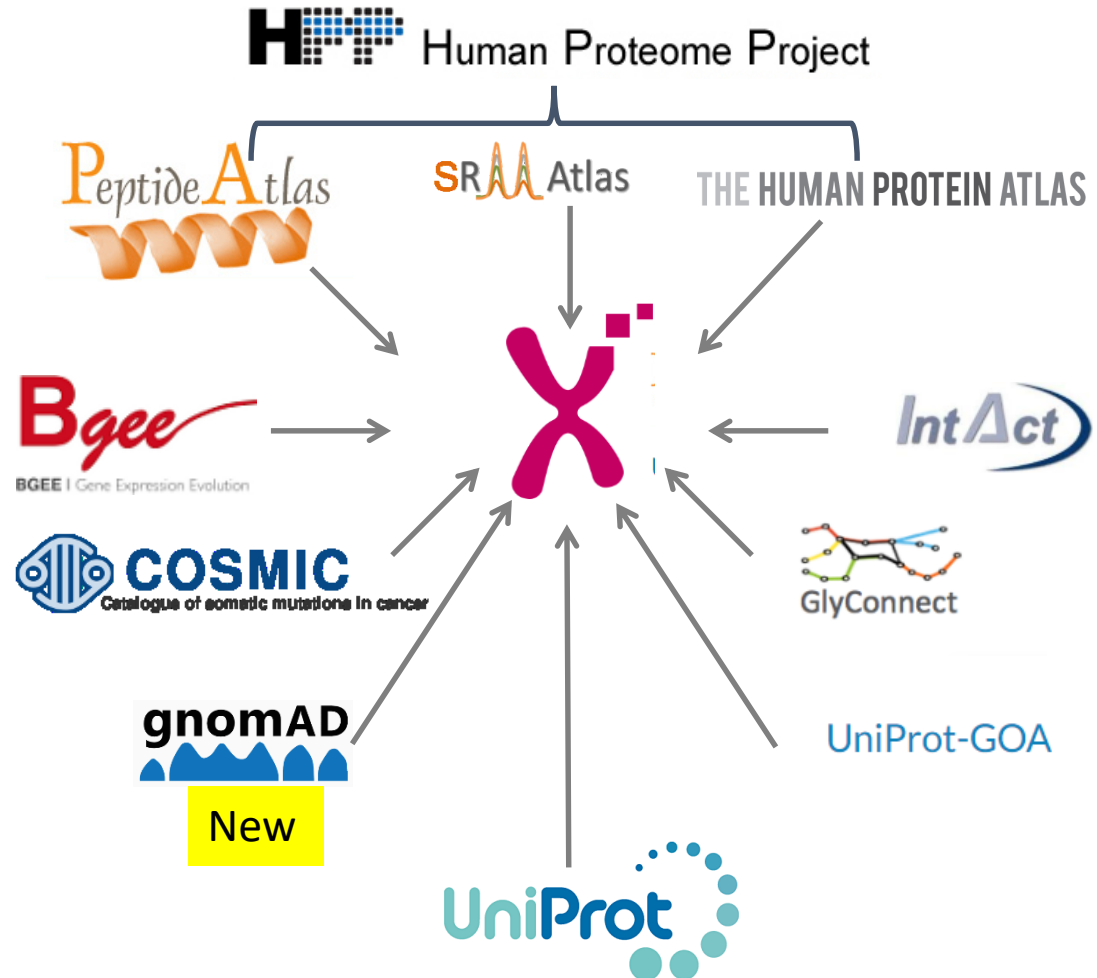 HPP Human Proteome Project
PeptideAtlas
SRM Atlas
THE HUMAN PROTEIN ATLAS
Bgee
BGEE | Gene Expression Evolution
IntAct
COSMIC
Catalogue of somatic mutations in cancer
GlyConnect
gnomAD
New
UniProt-GOA
UniProt